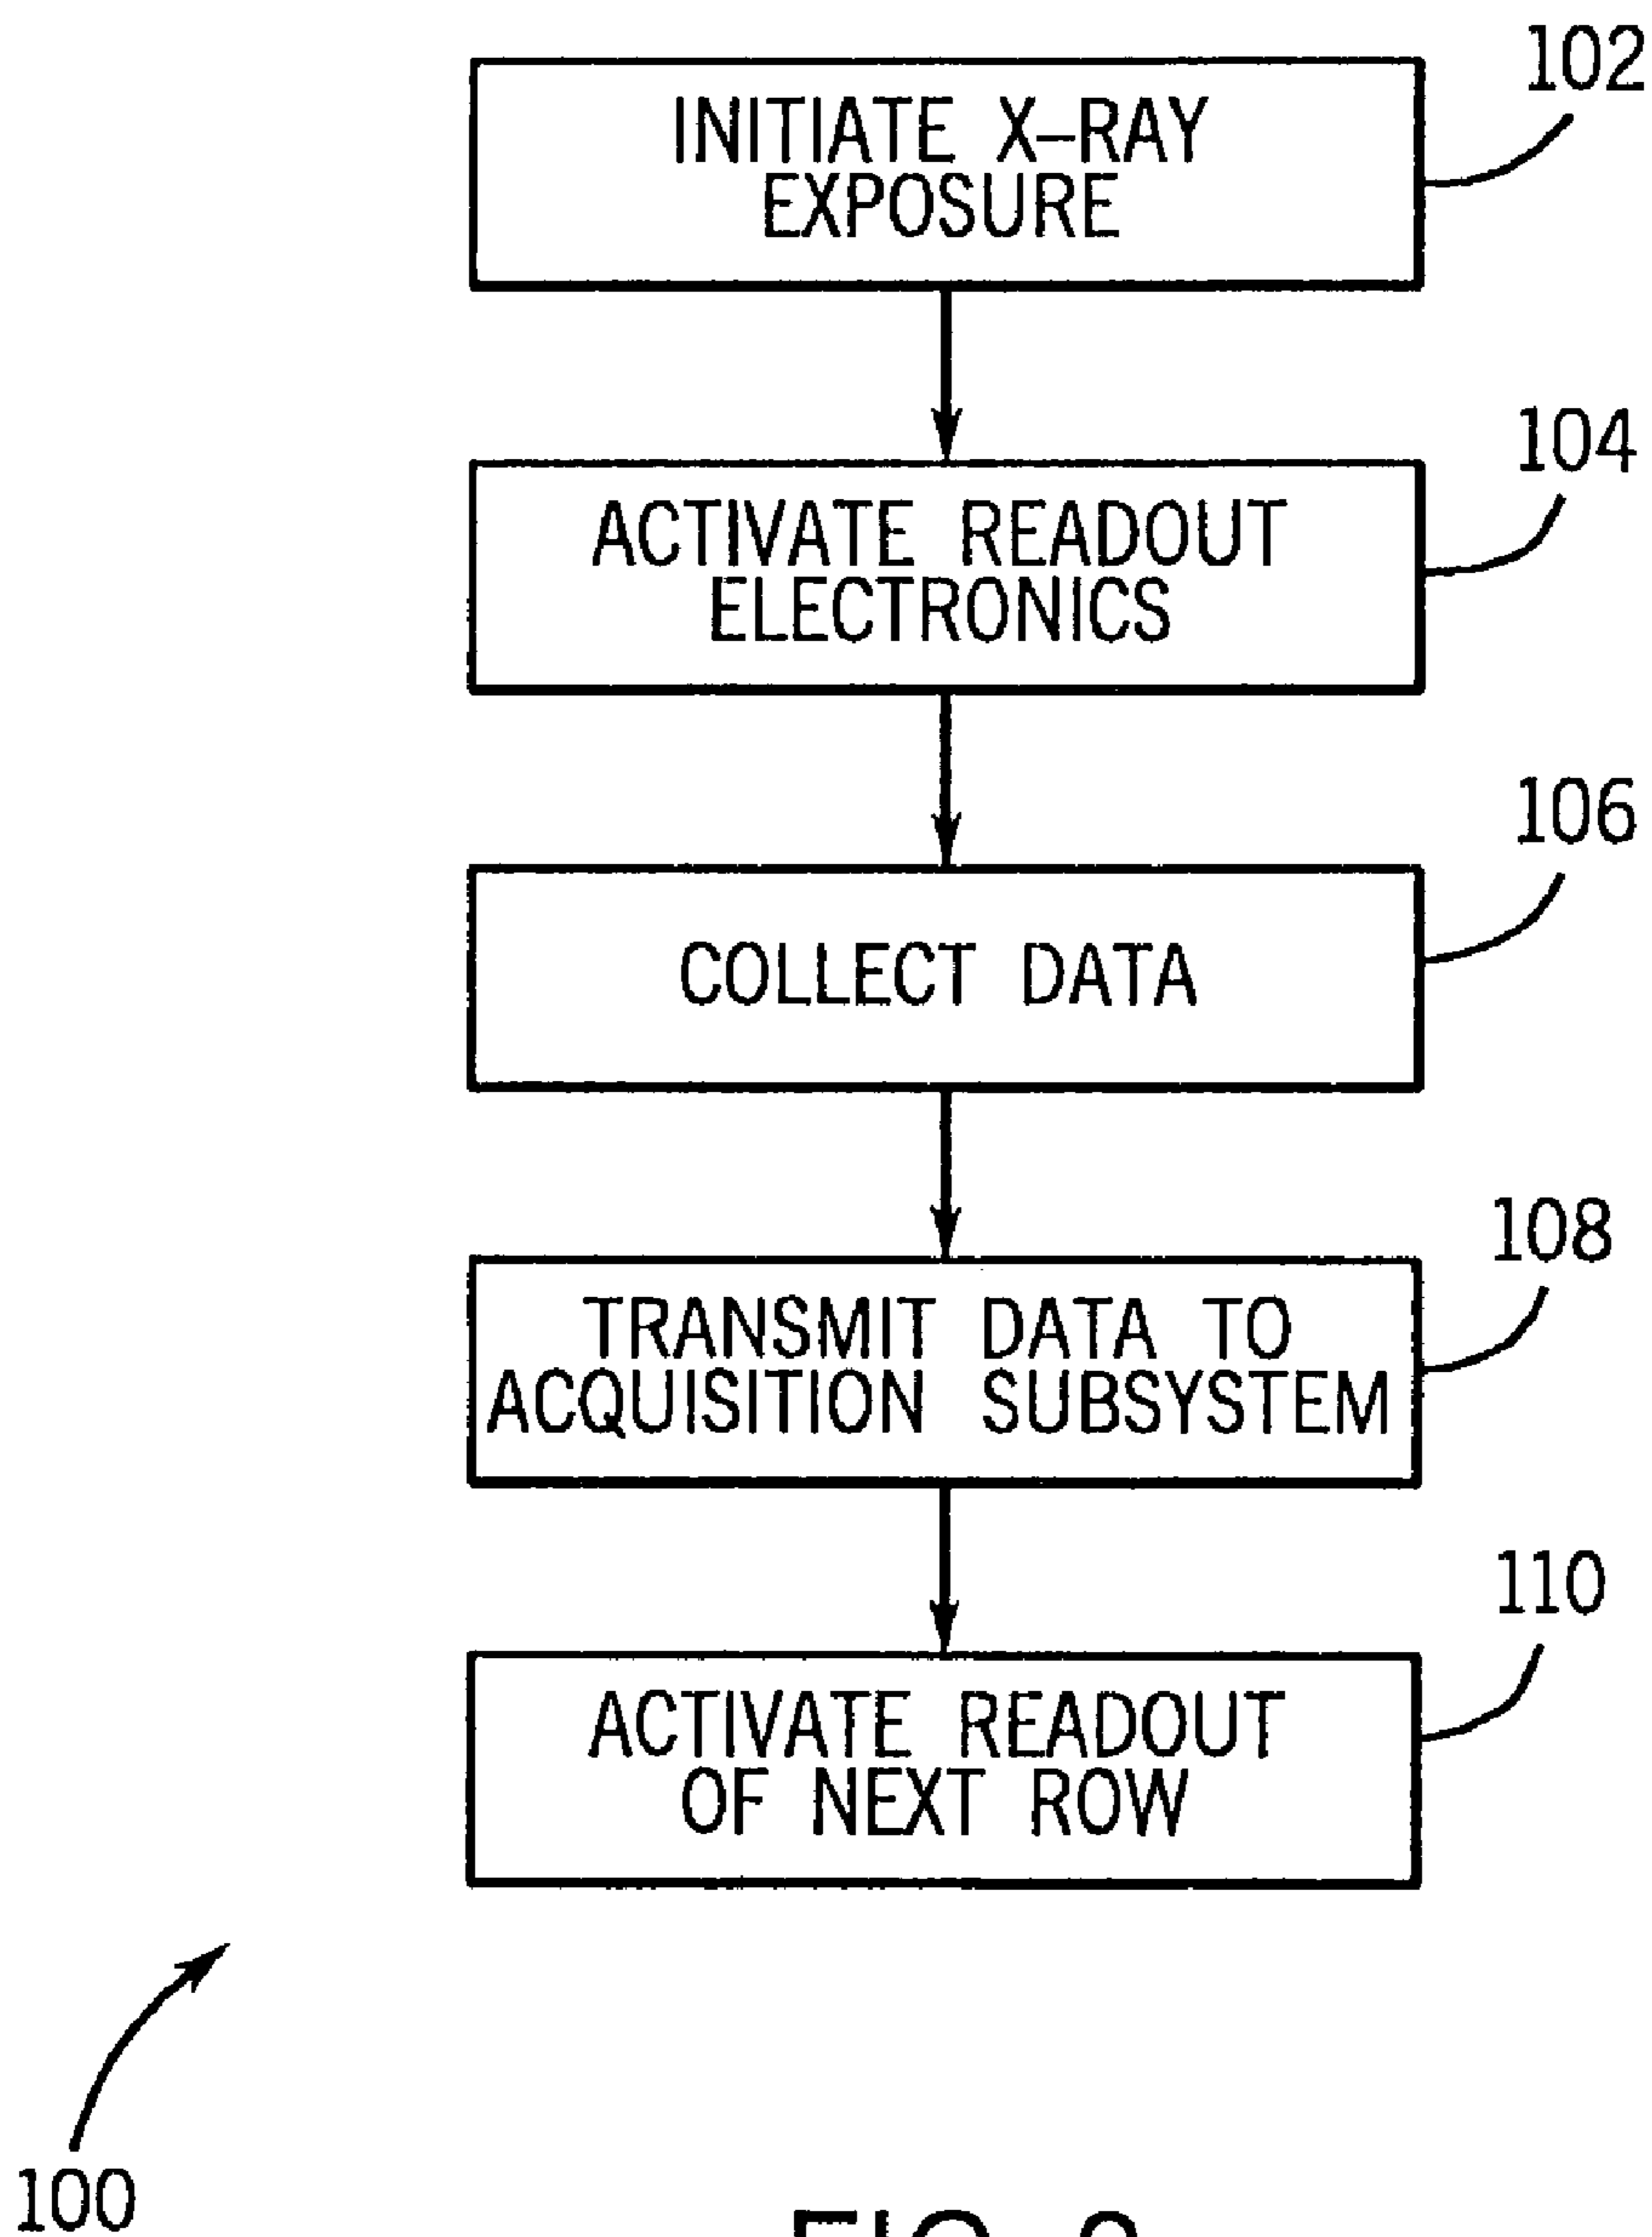 102
INITIATE X-RAY
EXPOSURE
104
ACTIVATE READOUT
ELECTRONICS
106
COLLECT DATA
108
TRANSMIT DATA TO
ACQUISITION SUBSYSTEM
110
ACTIVATE READOUT
OF NEXT ROW
100
FIG